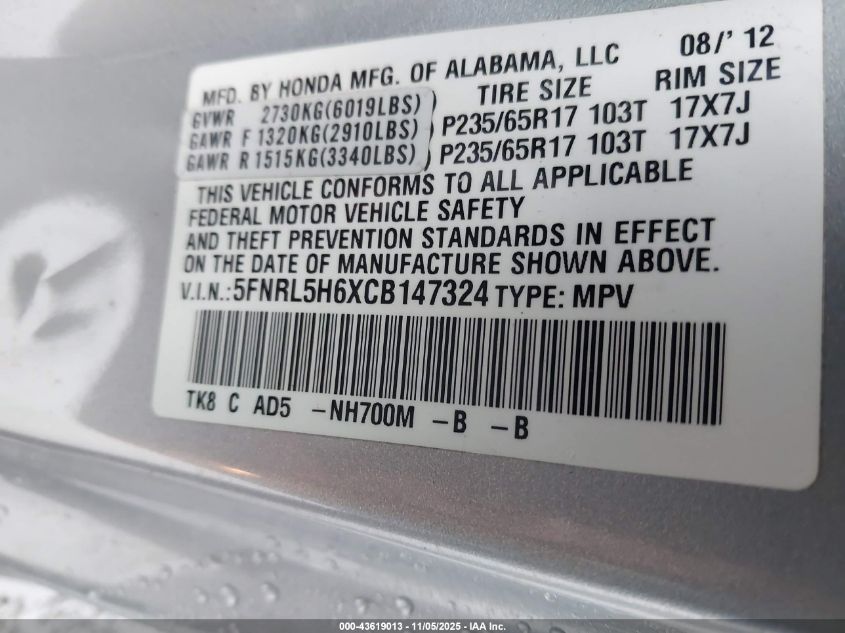 MFD. BY HONDA MFG. OF ALABAMA, LLC 08/' 12
TIRE SIZE RIM SIZE
GVWR 2730KG(6019LBS)
GAWR F 1320KG(2910LBS) ) P235/65R17 103T 17X7J
GAWR R 1515KG(3340LBS) ) P235/65R17 103T 17X7J
THIS VEHICLE CONFORMS TO ALL APPLICABLE
FEDERAL MOTOR VEHICLE SAFETY
AND THEFT PREVENTION STANDARDS IN EFFECT
ON THE DATE OF MANUFACTURE SHOWN ABOVE.
V.I.N.:5FNRL5H6XCB147324 TYPE: MPV
TK8 C AD5 -NH700M -B -B
000-43619013 - 11/05/2025 - IAA Inc.